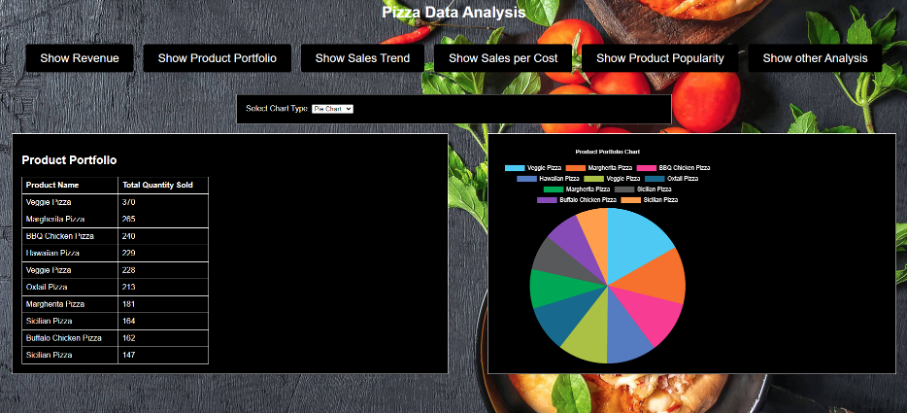 Pizza Data Analysis
Show Revenue Show Product Portfolio Show Sales Trend Show Sales per Cost Show Product Popularity Show other Analysis
Select Chart Type Pie Chart
Product Portfolio
Product Name Total Quantity Sold
Veggie Pizza 370
Margherita Pizza 265
BBQ Chicken Pizza 240
Hawaiian Pizza 229
Veggie Pizza 228
Oxtail Pizza 213
Margherita Pizza 181
Sicilian Pizza 164
Buffalo Chicken Pizza 162
Sicilian Pizza 147
Product Portfolio Chart
Veggie Pizza Margherita Pizza BBQ Chicken Pizza
Hawaiian Pizza Veggie Pizza Oxtail Pizza
Margherita Pizza Sicilian Pizza
Buffalo Chicken Pizza Sicilian Pizza